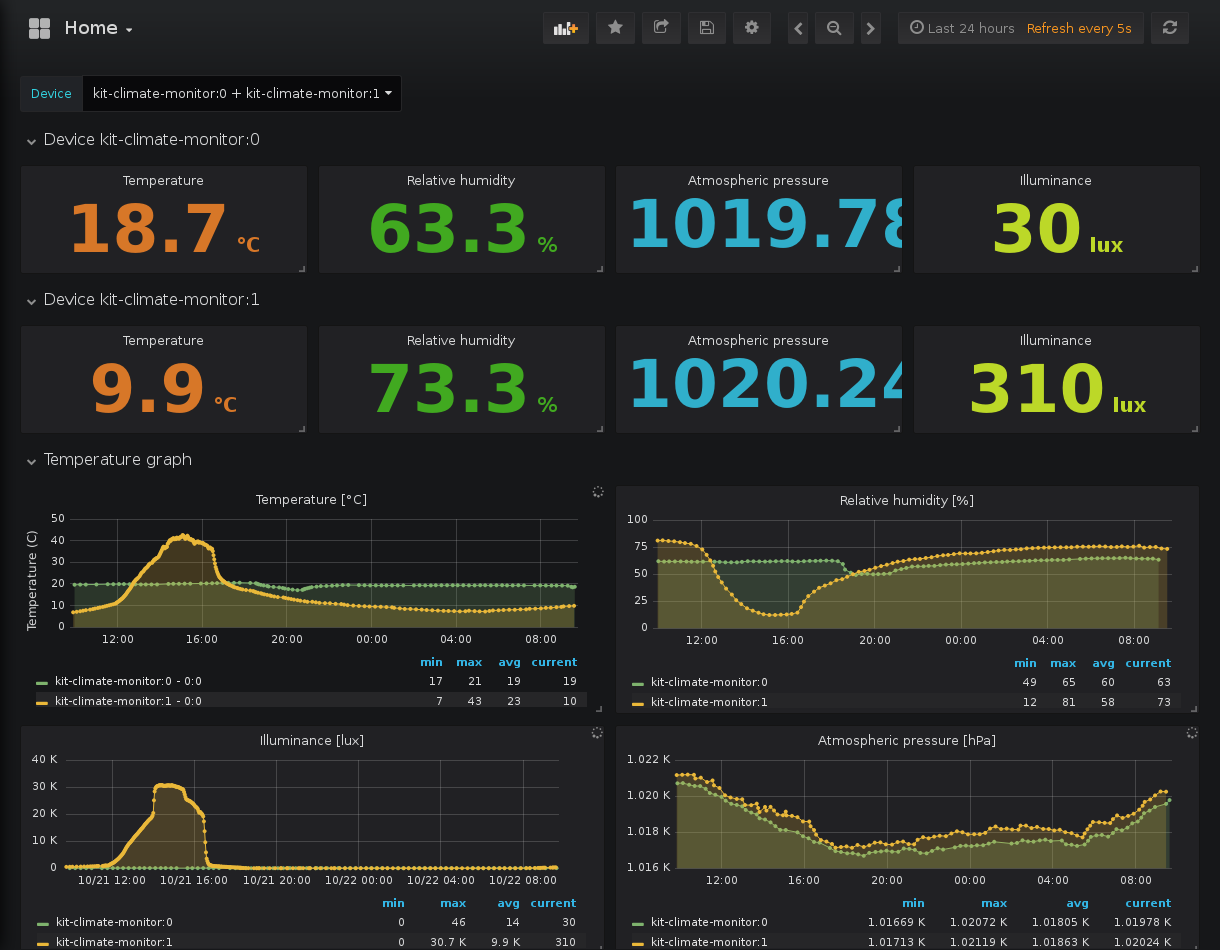 Home
Last 24 hours Refresh every 5s
Device kit-climate-monitor:0 + kit-climate-monitor:1
Device kit-climate-monitor:0
Temperature
18.7 °C
Relative humidity
63.3 %
Atmospheric pressure
1019.78
Illuminance
30 lux
Device kit-climate-monitor:1
Temperature
9.9 °C
Relative humidity
73.3 %
Atmospheric pressure
1020.24
Illuminance
310 lux
Temperature graph
Temperature [°C]
Temperature (C)
50
40
30
20
10
0
12:00 16:00 20:00 00:00 04:00 08:00
min max avg current
kit-climate-monitor:0 - 0:0 17 21 19 19
kit-climate-monitor:1 - 0:0 7 43 23 10
Relative humidity [%]
100
75
50
25
0
12:00 16:00 20:00 00:00 04:00 08:00
min max avg current
kit-climate-monitor:0 49 65 60 63
kit-climate-monitor:1 12 81 58 73
Illuminance [lux]
40 K
30 K
20 K
10 K
0
10/21 12:00 10/21 16:00 10/21 20:00 10/22 00:00 10/22 04:00 10/22 08:00
min max avg current
kit-climate-monitor:0 0 46 14 30
kit-climate-monitor:1 0 30.7 K 9.9 K 310
Atmospheric pressure [hPa]
1.022 K
1.020 K
1.018 K
1.016 K
12:00 16:00 20:00 00:00 04:00 08:00
min max avg current
kit-climate-monitor:0 1.01669 K 1.02072 K 1.01805 K 1.01978 K
kit-climate-monitor:1 1.01713 K 1.02119 K 1.01863 K 1.02024 K